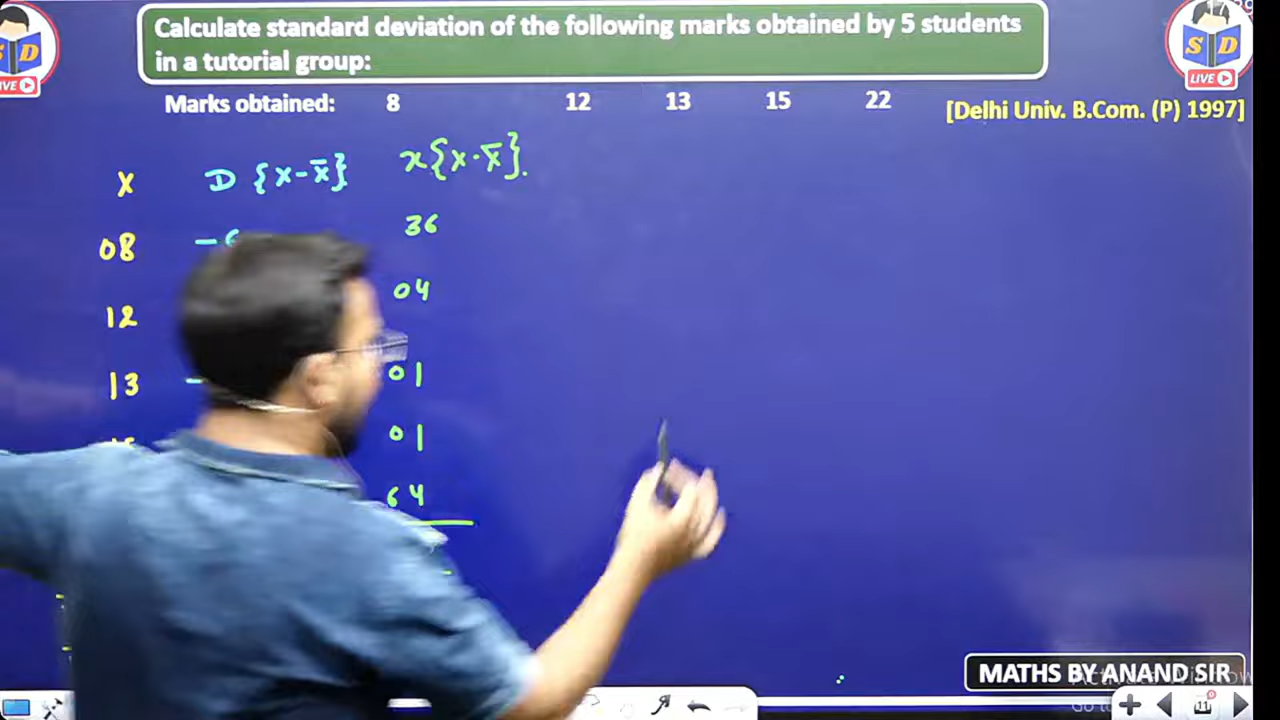 Calculate standard deviation of the following marks obtained by 5 students
in a tutorial group:
Marks obtained: 8 12 13 15 22
[Delhi Univ. B.Com. (P) 1997]
S D
LIVE
S D
LIVE
X D {x-x̄} x{x-x̄}.
08 -6 36
12 04
13 - 01
01
64
MATHS BY ANAND SIR
11